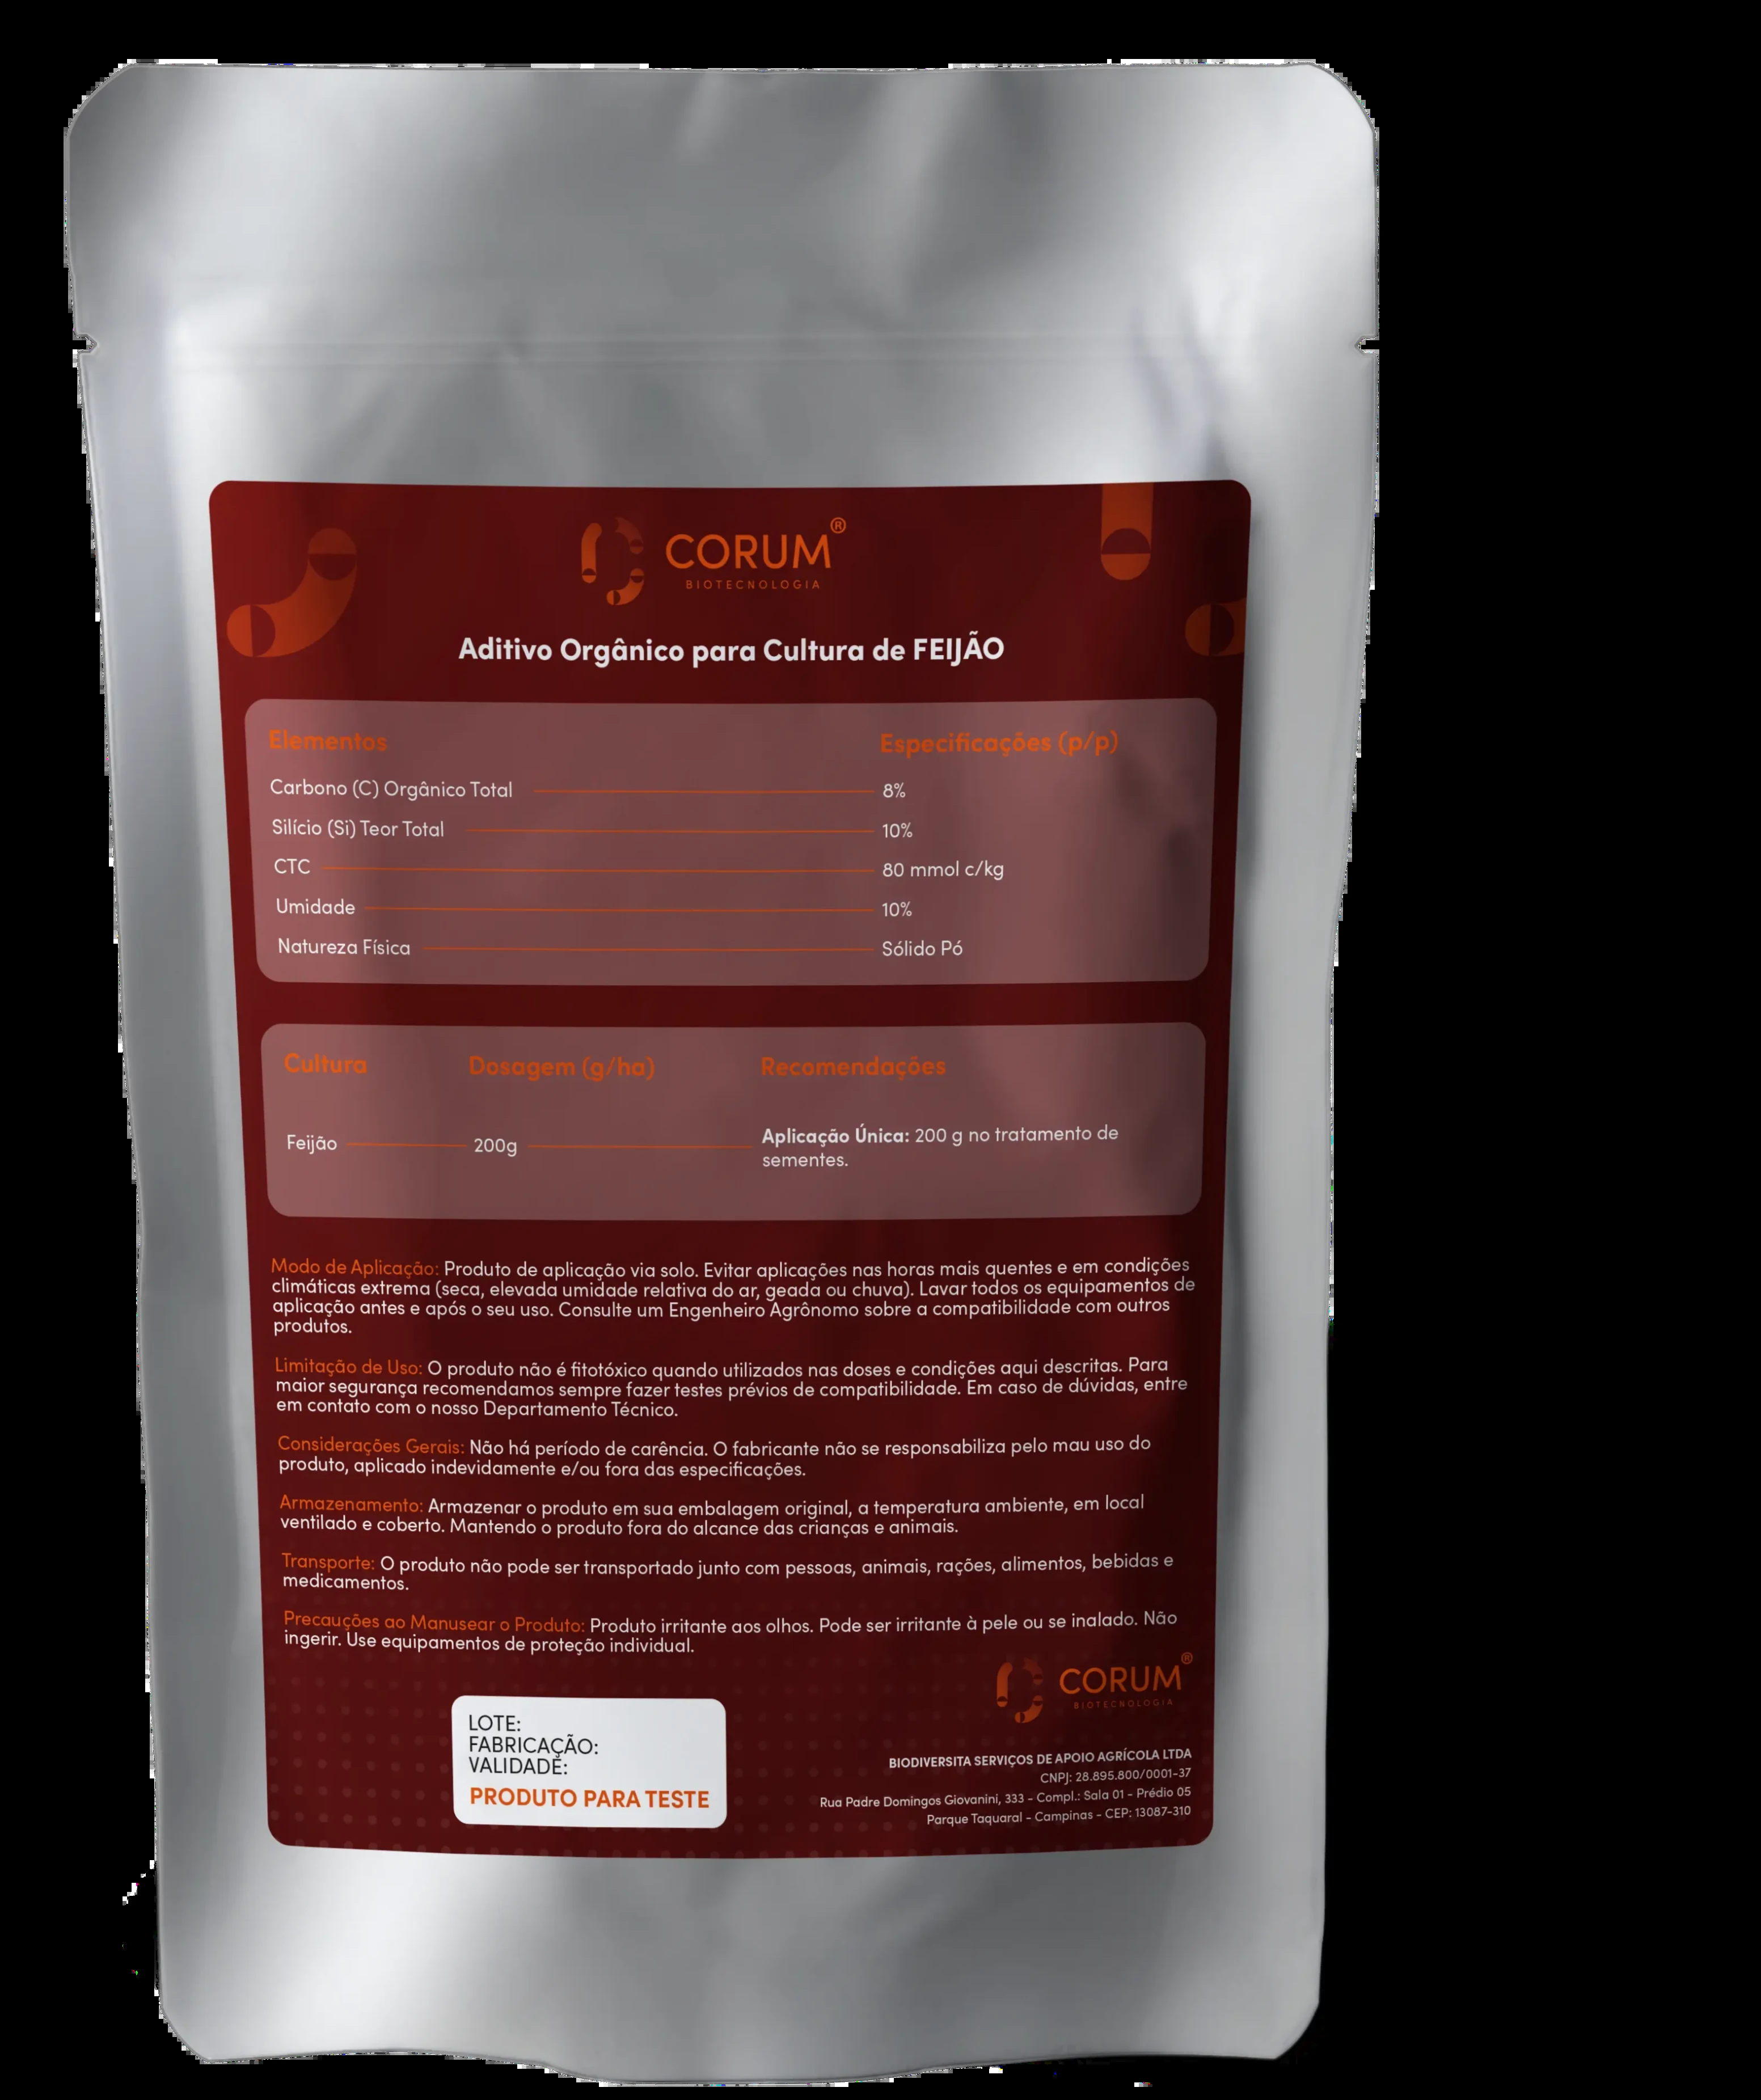 CORUM®
BIOTECNOLOGIA
Aditivo Orgânico para Cultura de FEIJÃO
Elementos Especificações (p/p)
Carbono (C) Orgânico Total 8%
Silício (Si) Teor Total 10%
CTC 80 mmol c/kg
Umidade 10%
Natureza Física Sólido Pó
Cultura Dosagem (g/ha) Recomendações
Feijão 200g Aplicação Única: 200 g no tratamento de
sementes.
Modo de Aplicação: Produto de aplicação via solo. Evitar aplicações nas horas mais quentes e em condições
climáticas extrema (seca, elevada umidade relativa do ar, geada ou chuva). Lavar todos os equipamentos de
aplicação antes e após o seu uso. Consulte um Engenheiro Agrônomo sobre a compatibilidade com outros
produtos.
Limitação de Uso: O produto não é fitotóxico quando utilizados nas doses e condições aqui descritas. Para
maior segurança recomendamos sempre fazer testes prévios de compatibilidade. Em caso de dúvidas, entre
em contato com o nosso Departamento Técnico.
Considerações Gerais: Não há período de carência. O fabricante não se responsabiliza pelo mau uso do
produto, aplicado indevidamente e/ou fora das especificações.
Armazenamento: Armazenar o produto em sua embalagem original, a temperatura ambiente, em local
ventilado e coberto. Mantendo o produto fora do alcance das crianças e animais.
Transporte: O produto não pode ser transportado junto com pessoas, animais, rações, alimentos, bebidas e
medicamentos.
Precauções ao Manusear o Produto: Produto irritante aos olhos. Pode ser irritante à pele ou se inalado. Não
ingerir. Use equipamentos de proteção individual.
LOTE:
FABRICAÇÃO:
VALIDADE:
PRODUTO PARA TESTE
CORUM®
BIOTECNOLOGIA
BIODIVERSITA SERVIÇOS DE APOIO AGRÍCOLA LTDA
CNPJ: 28.895.800/0001-37
Rua Padre Domingos Giovanini, 333 - Compl.: Sala 01 - Prédio 05
Parque Taquaral - Campinas - CEP: 13087-310